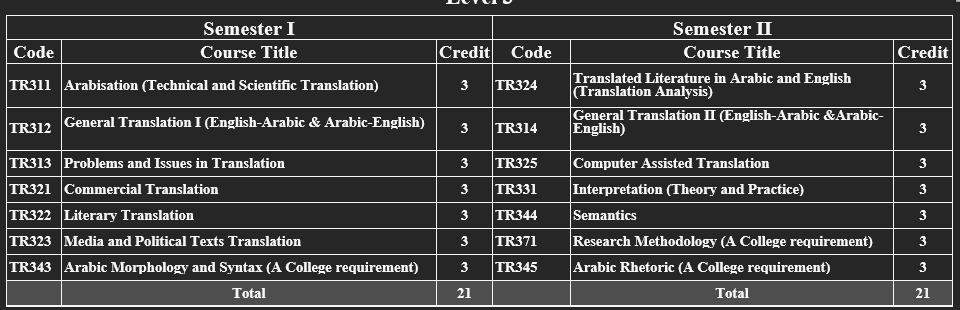 Level 3
Semester I Semester II
Code Course Title Credit Code Course Title Credit
TR311 Arabisation (Technical and Scientific Translation) 3 TR324 Translated Literature in Arabic and English
(Translation Analysis) 3
TR312 General Translation I (English-Arabic & Arabic-English) 3 TR314 General Translation II (English-Arabic &Arabic-
English) 3
TR313 Problems and Issues in Translation 3 TR325 Computer Assisted Translation 3
TR321 Commercial Translation 3 TR331 Interpretation (Theory and Practice) 3
TR322 Literary Translation 3 TR344 Semantics 3
TR323 Media and Political Texts Translation 3 TR371 Research Methodology (A College requirement) 3
TR343 Arabic Morphology and Syntax (A College requirement) 3 TR345 Arabic Rhetoric (A College requirement) 3
Total 21 Total 21